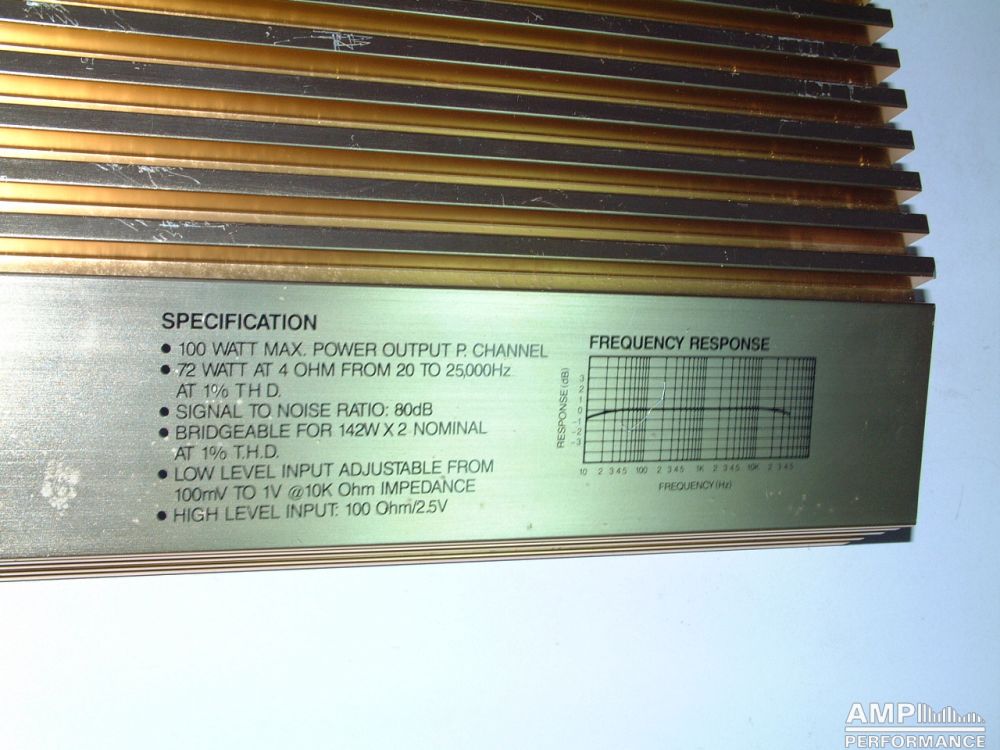 SPECIFICATION
● 100 WATT MAX. POWER OUTPUT P. CHANNEL
● 72 WATT AT 4 OHM FROM 20 TO 25,000Hz
AT 1% T.H.D.
● SIGNAL TO NOISE RATIO: 80dB
● BRIDGEABLE FOR 142W X 2 NOMINAL
AT 1% T.H.D.
● LOW LEVEL INPUT ADJUSTABLE FROM
100mV TO 1V @10K Ohm IMPEDANCE
● HIGH LEVEL INPUT: 100 Ohm/2.5V
FREQUENCY RESPONSE
RESPONSE (dB)
3
2
1
0
-1
-2
-3
10 2 3 4 5 100 2 3 4 5 1K 2 3 4 5 10K 2 3 4 5
FREQUENCY (Hz)
AMP
PERFORMANCE